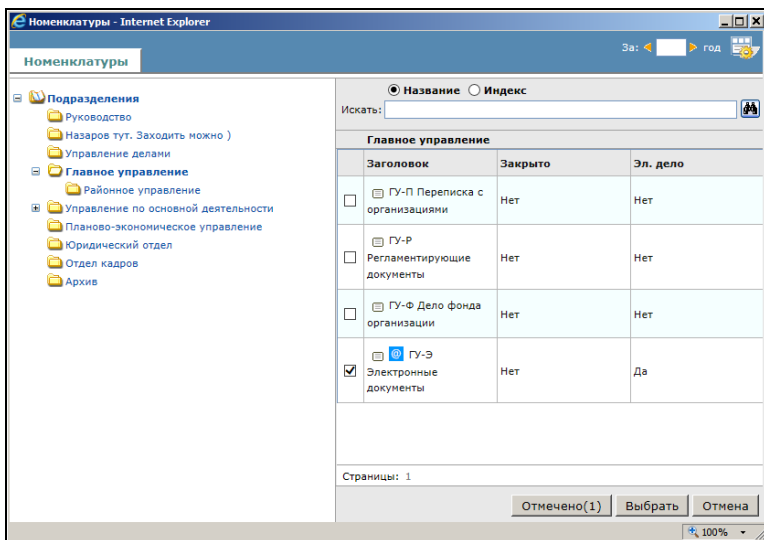 Номенклатуры - Internet Explorer
За: год
Номенклатуры
Подразделения
Руководство
Назаров тут. Заходить можно )
Управление делами
Главное управление
Районное управление
Управление по основной деятельности
Планово-экономическое управление
Юридический отдел
Отдел кадров
Архив
Название Индекс
Искать:
Главное управление
Заголовок Закрыто Эл. дело
ГУ-П Переписка с
организациями
Нет Нет
ГУ-Р
Регламентирующие
документы
Нет Нет
ГУ-Ф Дело фонда
организации
Нет Нет
@ ГУ-Э
Электронные
документы
Нет Да
Страницы: 1
Отмечено(1) Выбрать Отмена
100%